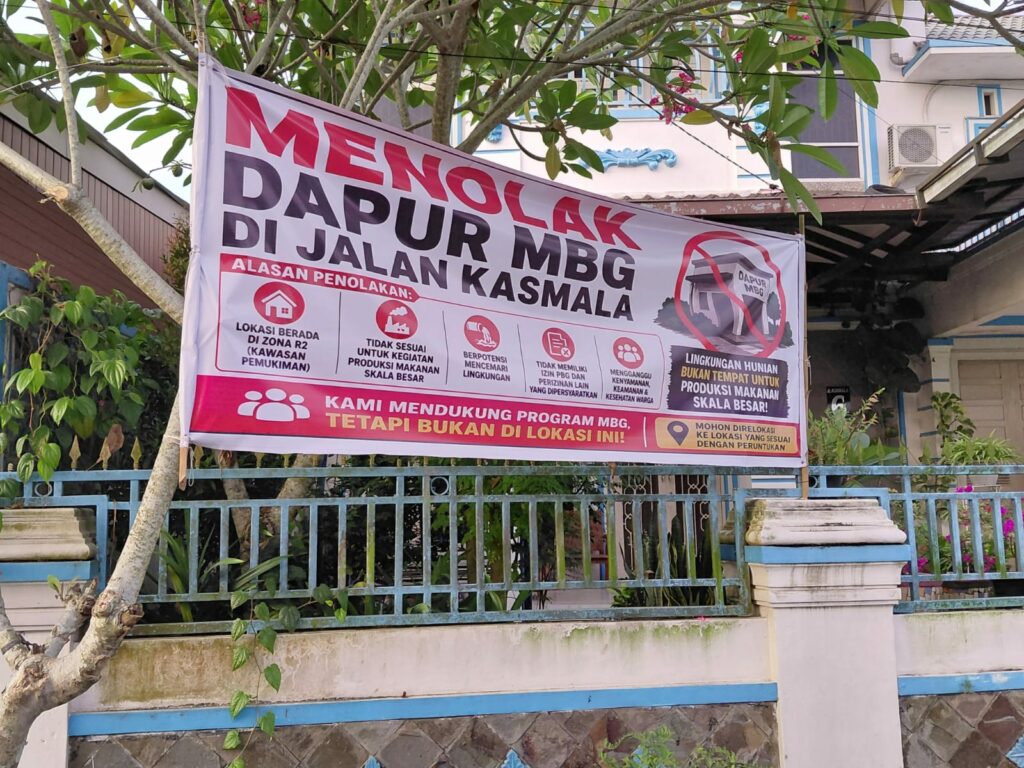 MENOLAK
DAPUR MBG
DI JALAN KASMALA
ALASAN PENOLAKAN:
LOKASI BERADA
DI ZONA R2
(KAWASAN
PEMUKIMAN)
TIDAK SESUAI
UNTUK KEGIATAN
PRODUKSI MAKANAN
SKALA BESAR
BERPOTENSI
MENCEMARI
LINGKUNGAN
TIDAK MEMILIKI
IZIN PBG DAN
PERIZINAN LAIN
YANG DIPERSYARATKAN
MENGGANGGU
KENYAMANAN,
KEAMANAN &
KESEHATAN WARGA
DAPUR
MBG
LINGKUNGAN HUNIAN
BUKAN TEMPAT UNTUK
PRODUKSI MAKANAN
SKALA BESAR!
KAMI MENDUKUNG PROGRAM MBG,
TETAPI BUKAN DI LOKASI INI!
MOHON DIRELOKASI
KE LOKASI YANG SESUAI
DENGAN PERUNTUKAN